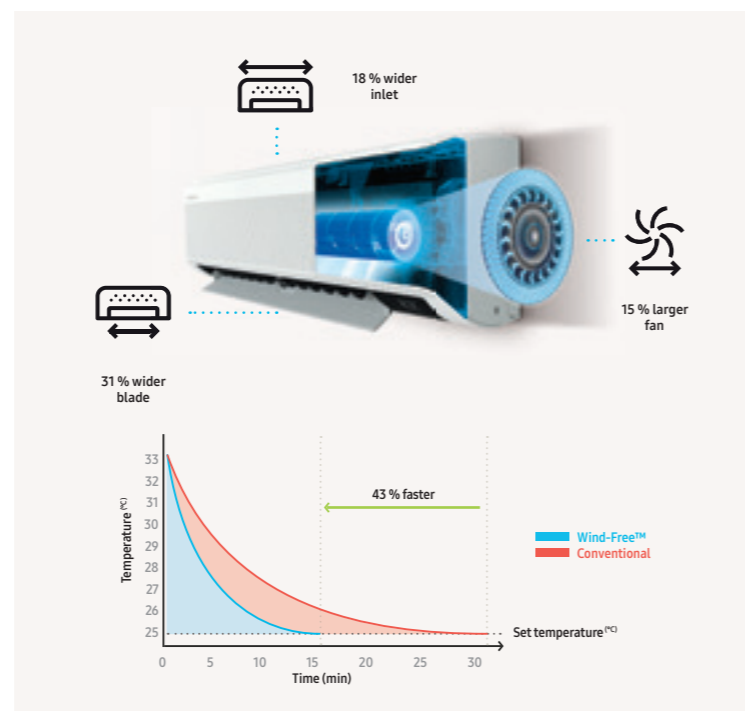 18 % wider
inlet
15 % larger
fan
31 % wider
blade
43 % faster
Temperature (°C)
33
32
31
30
29
28
27
26
25
Wind-Free™
Conventional
Set temperature (°C)
0 5 10 15 20 25 30
Time (min)